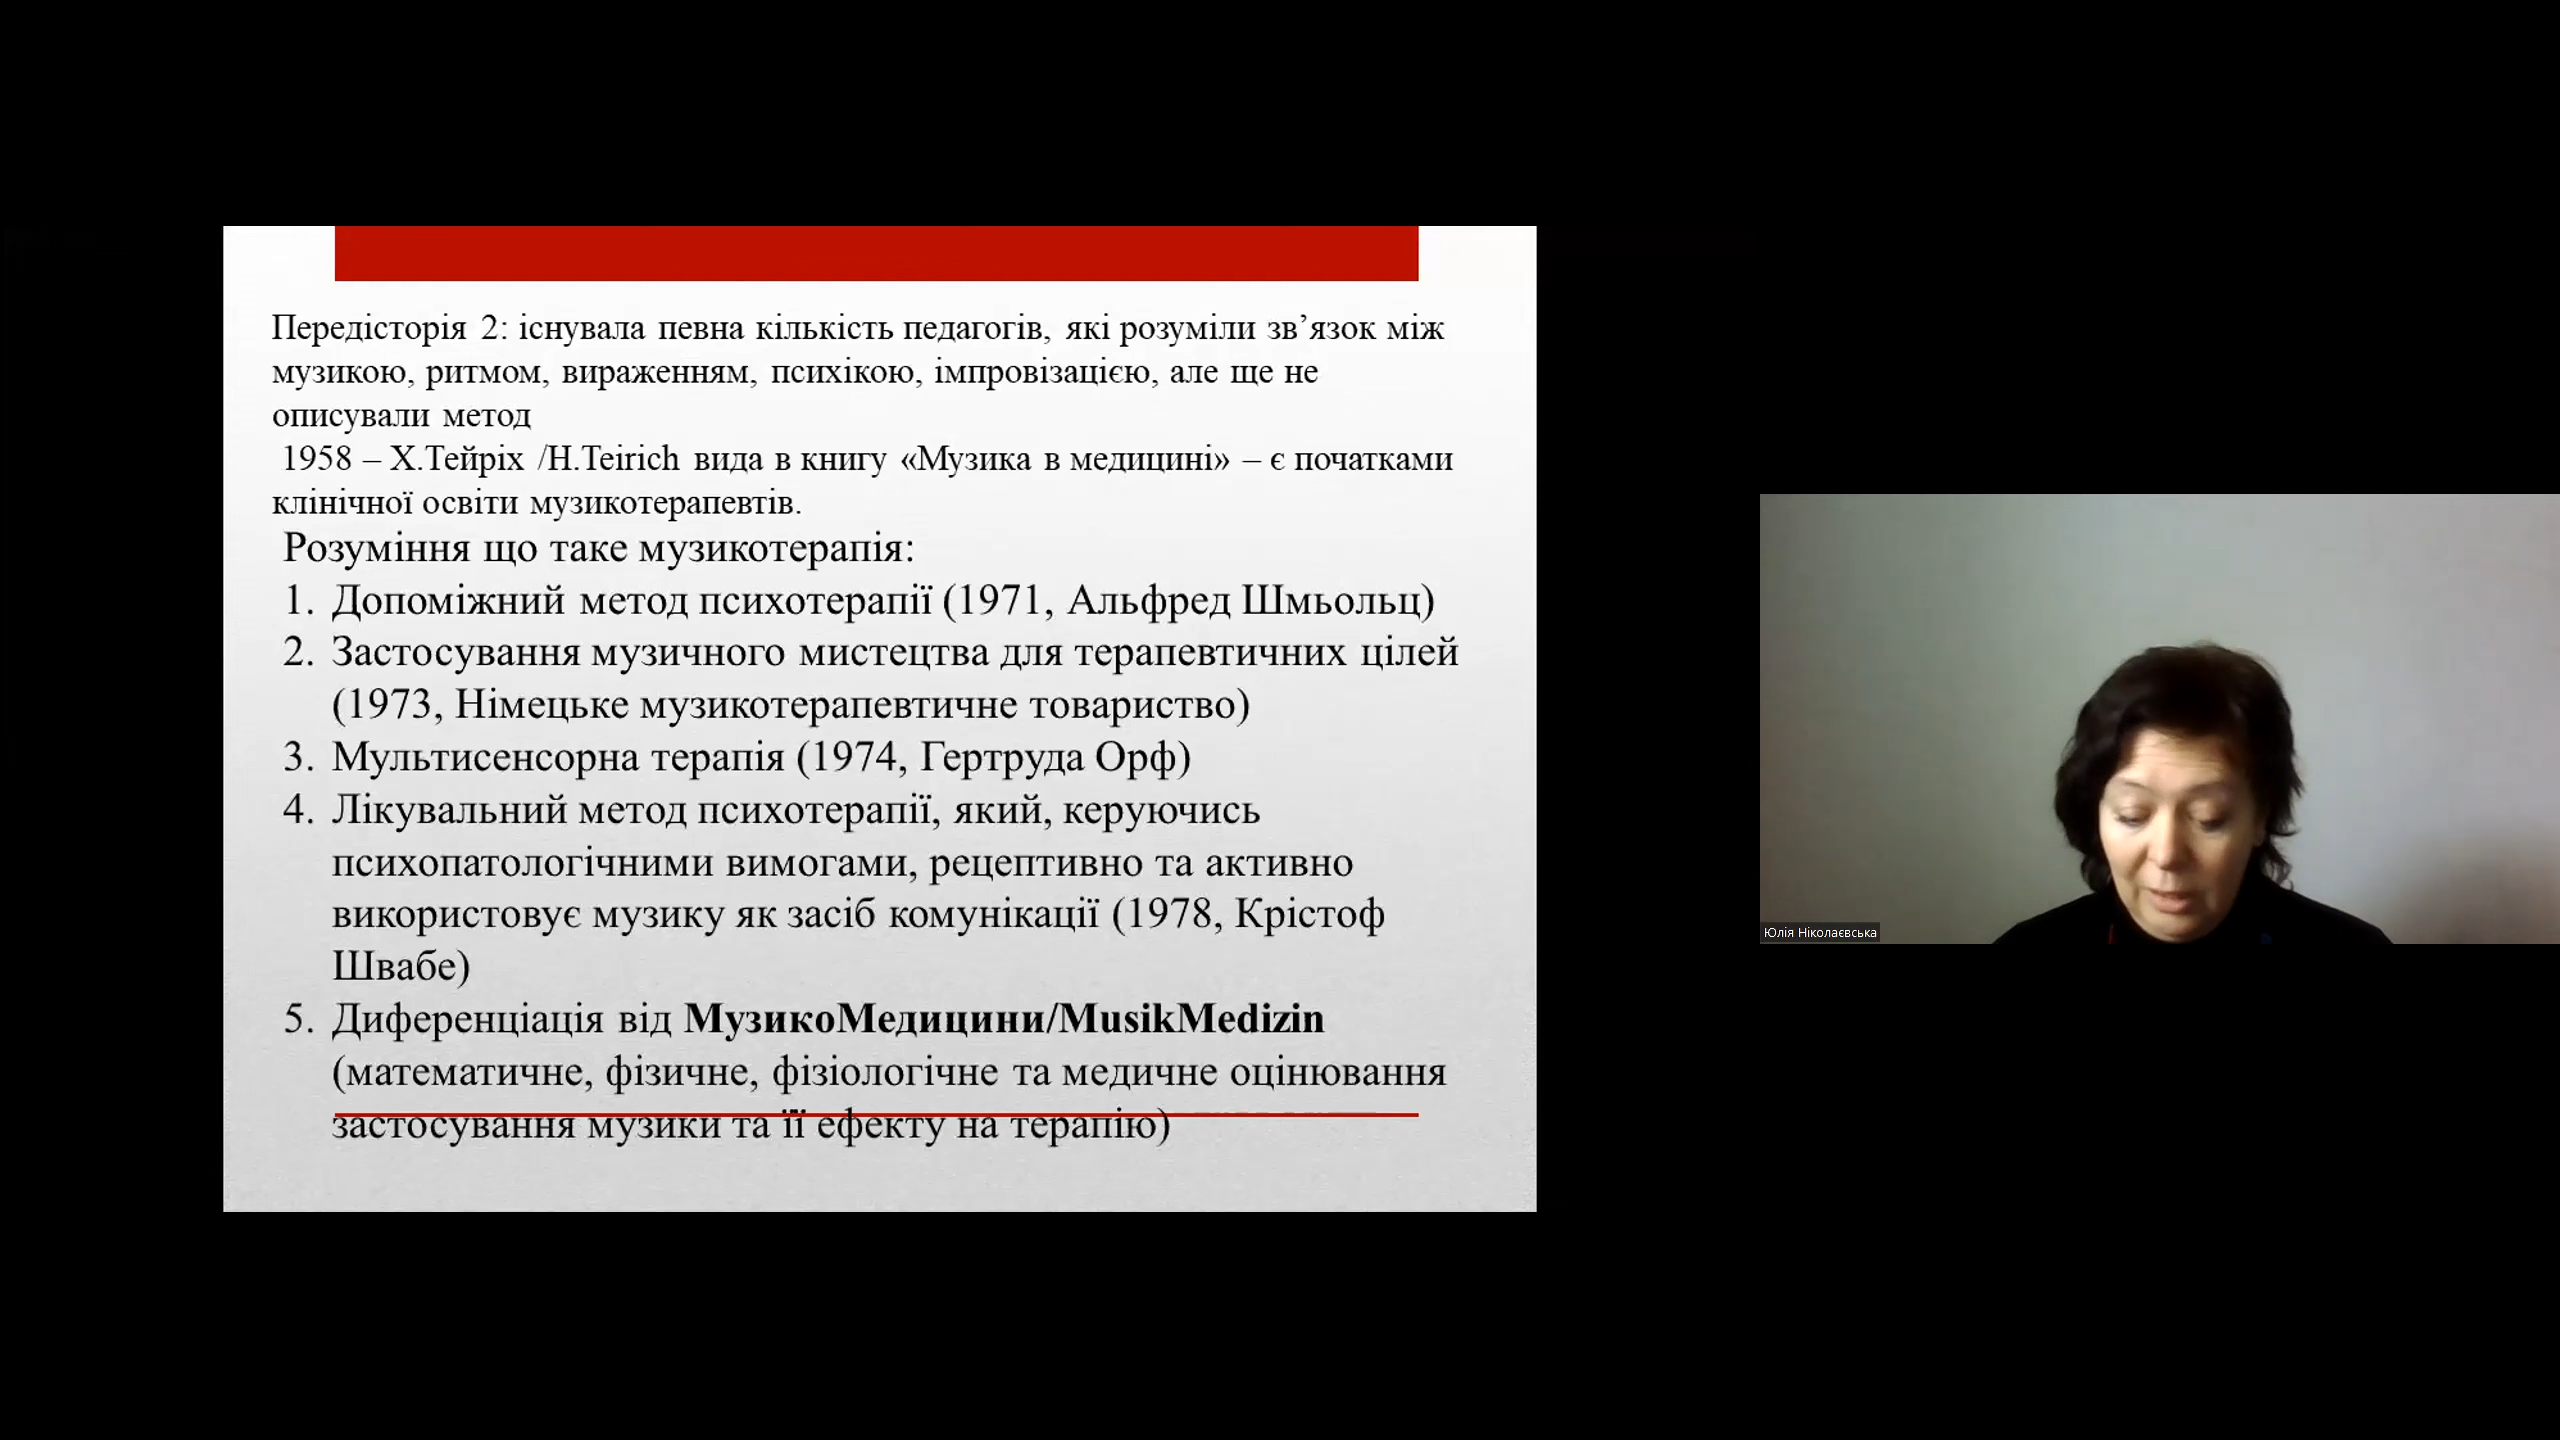 Передісторія 2: існувала певна кількість педагогів, які розуміли зв’язок між
музикою, ритмом, вираженням, психікою, імпровізацією, але ще не
описували метод
1958 – Х.Тейріх /H.Teirich вида в книгу «Музика в медицині» – є початками
клінічної освіти музикотерапевтів.
Розуміння що таке музикотерапія:
1. Допоміжний метод психотерапії (1971, Альфред Шмьольц)
2. Застосування музичного мистецтва для терапевтичних цілей
(1973, Німецьке музикотерапевтичне товариство)
3. Мультисенсорна терапія (1974, Гертруда Орф)
4. Лікувальний метод психотерапії, який, керуючись
психопатологічними вимогами, рецептивно та активно
використовує музику як засіб комунікації (1978, Крістоф
Швабе)
5. Диференціація від МузикоМедицини/MusikMedizin
(математичне, фізичне, фізіологічне та медичне оцінювання
застосування музики та її ефекту на терапію)
Юлія Ніколаєвська